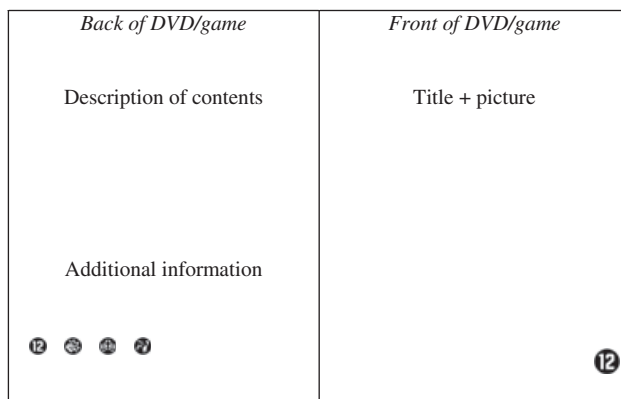 Back of DVD/game
Front of DVD/game
Description of contents
Title + picture
Additional information
12
12